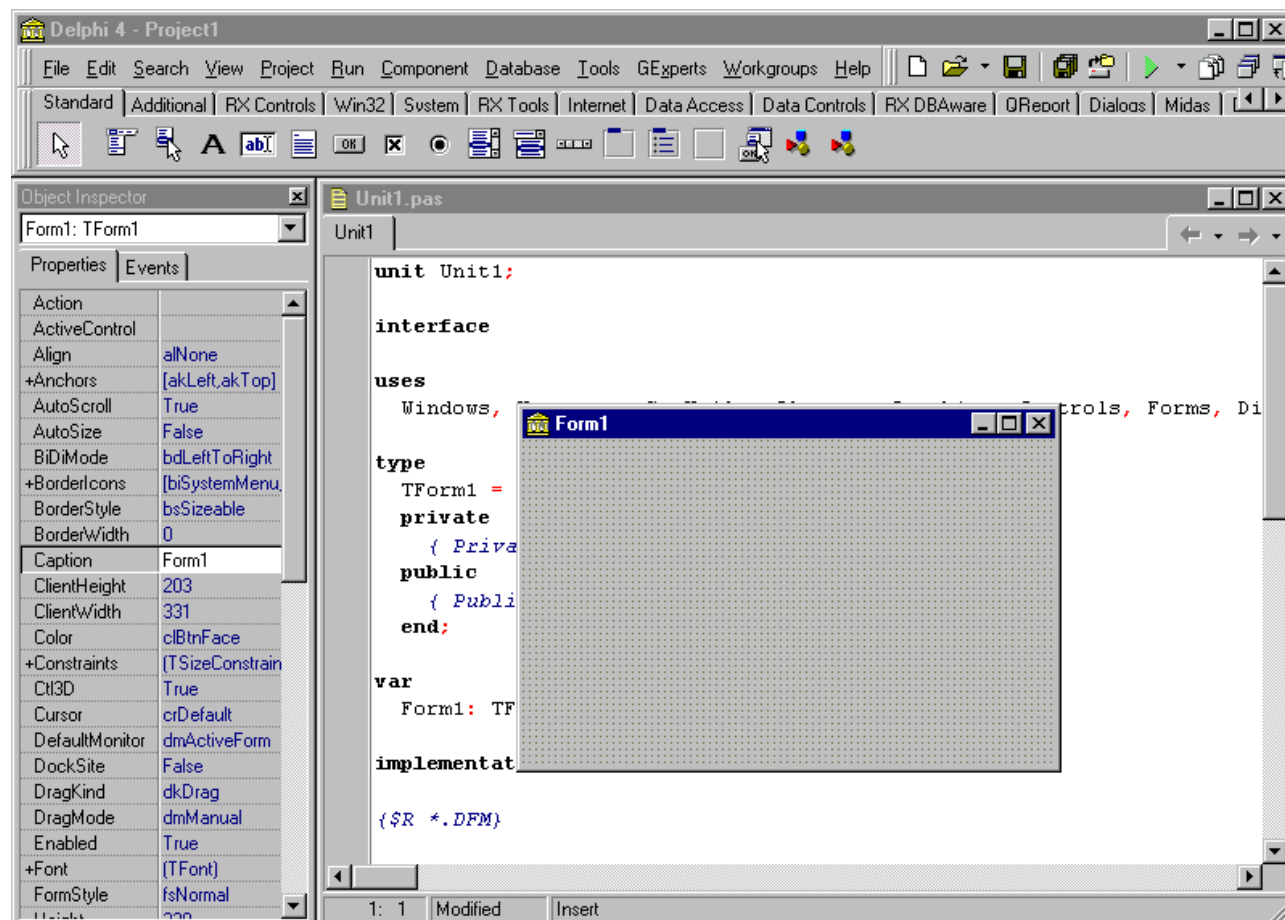 Delphi 4 - Project1
File Edit Search View Project Run Component Database Tools GExperts Workgroups Help
Standard Additional RX Controls Win32 System RX Tools Internet Data Access Data Controls RX DBAware QReport Dialogs Midas
A abI OK OK
Object Inspector
Form1: TForm1
Properties Events
Action
ActiveControl
Align alNone
+Anchors [akLeft,akTop]
AutoScroll True
AutoSize False
BiDiMode bdLeftToRight
+BorderIcons [biSystemMenu,
BorderStyle bsSizeable
BorderWidth 0
Caption Form1
ClientHeight 203
ClientWidth 331
Color clBtnFace
+Constraints (TSizeConstrain
Ctl3D True
Cursor crDefault
DefaultMonitor dmActiveForm
DockSite False
DragKind dkDrag
DragMode dmManual
Enabled True
+Font (TFont)
FormStyle fsNormal
Unit1.pas
Unit1
unit Unit1;
interface
uses
Windows, trols, Forms, Di
type
TForm1 =
private
{ Priva
public
{ Publi
end;
var
Form1: TF
implementat
{$R *.DFM}
1: 1 Modified Insert
Form1